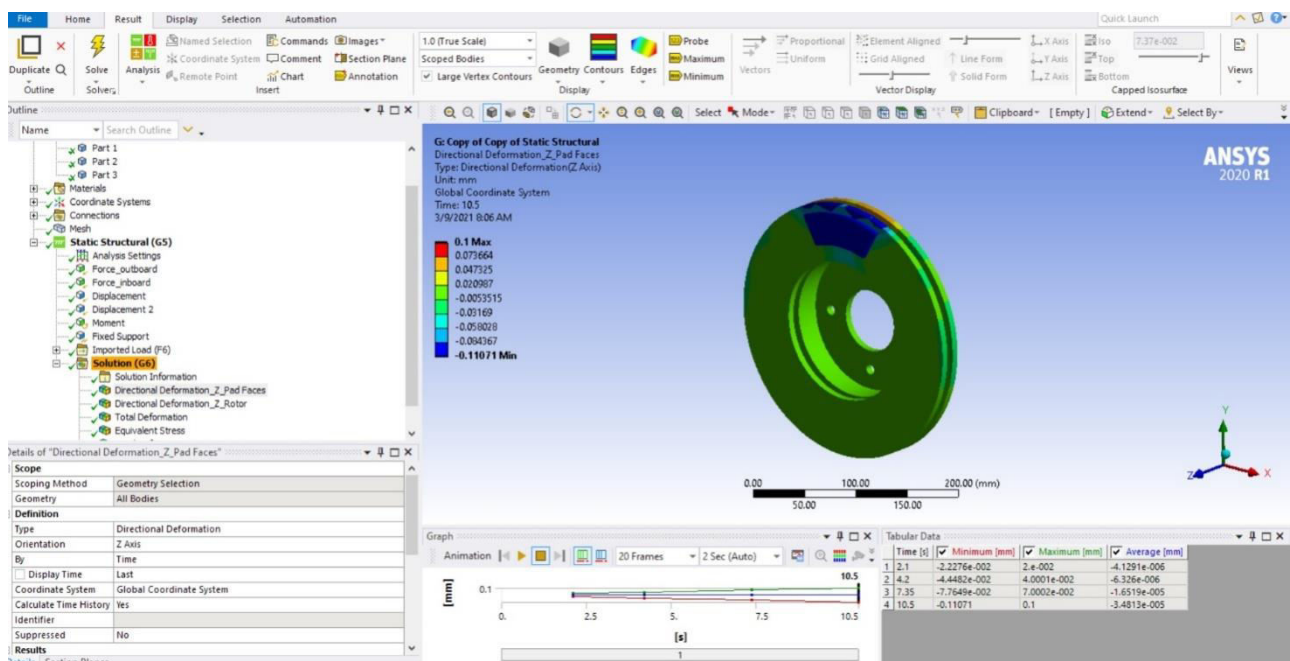 File Home Result Display Selection Automation Quick Launch
Duplicate Q
Outline
Solve
Solver
Analysis
Named Selection Commands Images
Coordinate System Comment Section Plane
Remote Point Chart Annotation
Insert
1.0 (True Scale)
Scoped Bodies
Large Vertex Contours
Geometry Contours Edges
Probe
Maximum
Minimum
Display
Vectors
Proportional
Uniform
Element Aligned
Grid Aligned
Line Form
Solid Form
X Axis
Y Axis
Z Axis
Vector Display
Iso 7.37e-002
Top
Bottom
Capped Isosurface
Views
Outline
Name Search Outline
Part 1
Part 2
Part 3
Materials
Coordinate Systems
Connections
Mesh
Static Structural (G5)
Analysis Settings
Force_outboard
Force_inboard
Displacement
Displacement 2
Moment
Fixed Support
Imported Load (F6)
Solution (G6)
Solution Information
Directional Deformation_Z_Pad Faces
Directional Deformation_Z_Rotor
Total Deformation
Equivalent Stress
Details of "Directional Deformation_Z_Pad Faces"
Scope
Scoping Method Geometry Selection
Geometry All Bodies
Definition
Type Directional Deformation
Orientation Z Axis
By Time
Display Time Last
Coordinate System Global Coordinate System
Calculate Time History Yes
Identifier
Suppressed No
Results
Select Mode Clipboard [Empty] Extend Select By
G: Copy of Copy of Static Structural
Directional Deformation_Z_Pad Faces
Type: Directional Deformation(Z Axis)
Unit: mm
Global Coordinate System
Time: 10.5
3/9/2021 8:06 AM
0.1 Max
0.073664
0.047325
0.020987
-0.0053515
-0.03169
-0.058028
-0.084367
-0.11071 Min
ANSYS
2020 R1
0.00 100.00 200.00 (mm)
50.00 150.00
Y
Z X
Graph
Animation 20 Frames 2 Sec (Auto)
10.5
[mm]
0.1
0. 2.5 5. 7.5 10.5
[s]
1
Tabular Data
Time [s] Minimum [mm] Maximum [mm] Average [mm]
1 2.1 -2.2276e-002 2.e-002 -4.1291e-006
2 4.2 -4.4482e-002 4.0001e-002 -6.326e-006
3 7.35 -7.7649e-002 7.0002e-002 -1.6519e-005
4 10.5 -0.11071 0.1 -3.4813e-005